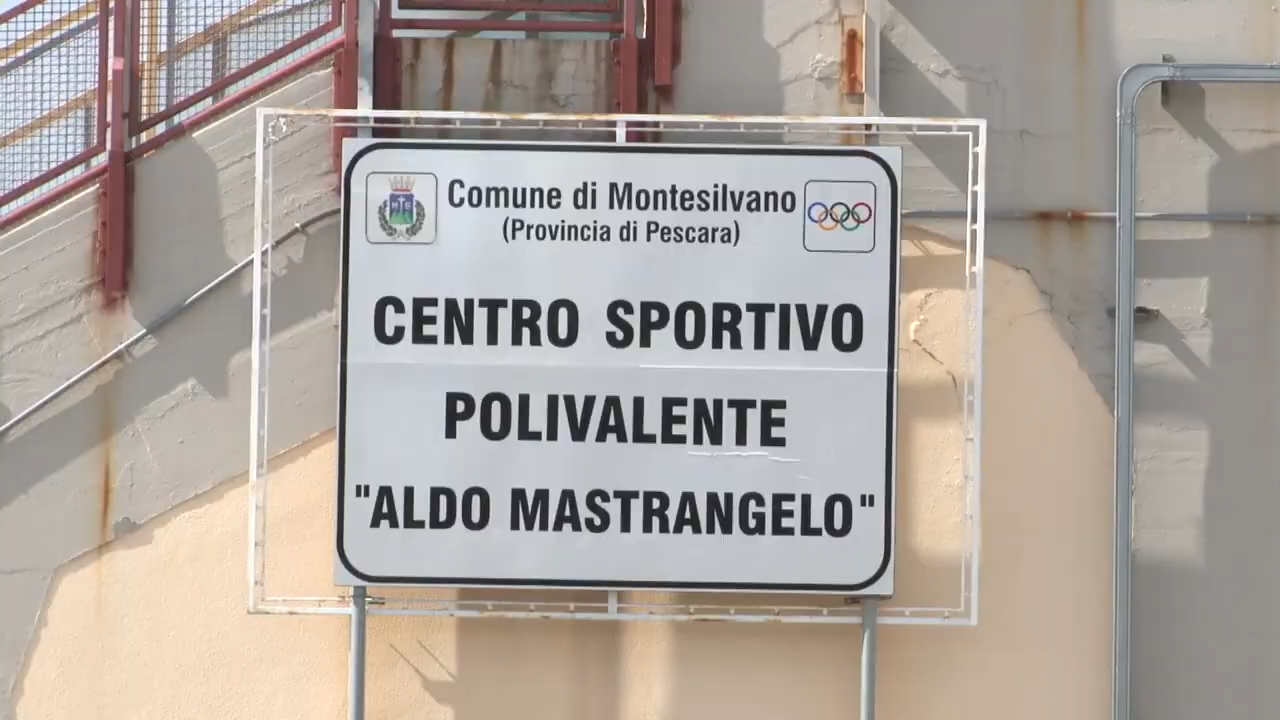 Comune di Montesilvano
(Provincia di Pescara)
CENTRO SPORTIVO
POLIVALENTE
"ALDO MASTRANGELO"